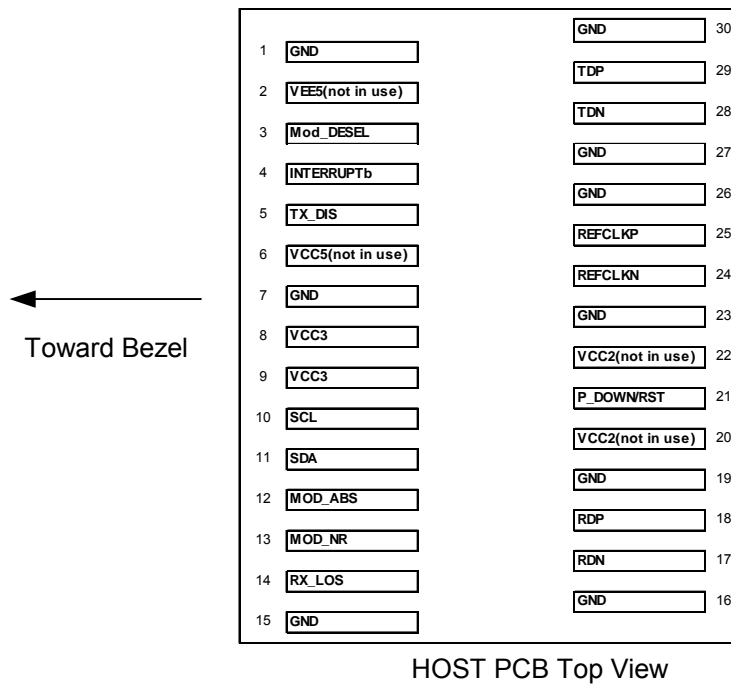 GND 30
1 GND
TDP 29
2 VEE5(not in use)
TDN 28
3 Mod_DESEL
GND 27
4 INTERRUPTb
GND 26
5 TX_DIS
REFCLKP 25
6 VCC5(not in use)
REFCLKN 24
7 GND
GND 23
8 VCC3
Toward Bezel
VCC2(not in use) 22
9 VCC3
P_DOWN/RST 21
10 SCL
VCC2(not in use) 20
11 SDA
GND 19
12 MOD_ABS
RDP 18
13 MOD_NR
RDN 17
14 RX_LOS
GND 16
15 GND
HOST PCB Top View